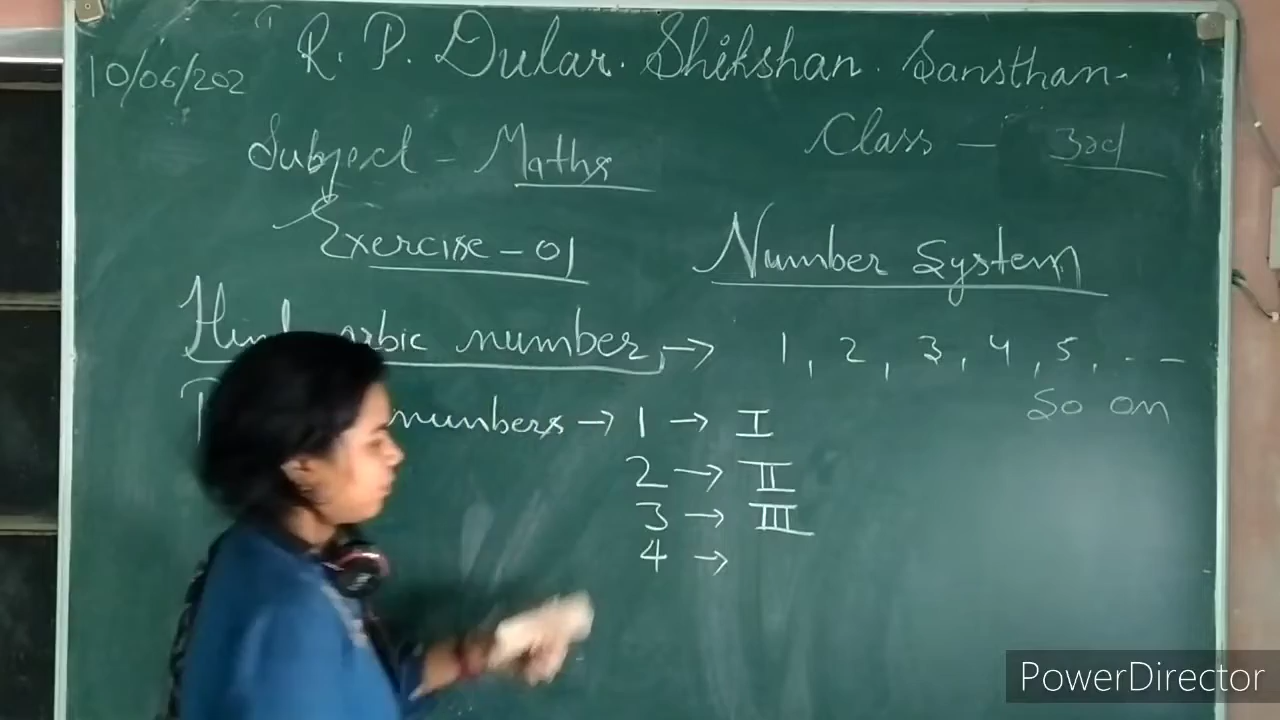 R. P. Dular. Shikshan. Sansthan.
10/06/202
Subject - Maths
Class - 3rd
Exercise - 01
Number System
arbic number, → 1, 2, 3, 4, 5, . - -
So on
numbers → 1 → I
2 → II
3 → III
4 →
PowerDirector